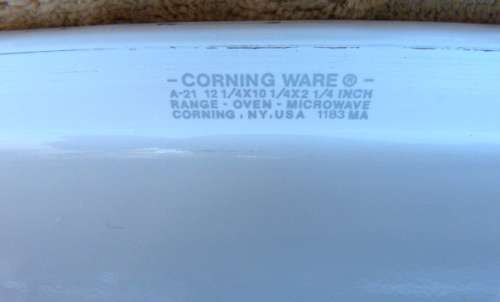 - CORNING WARE ® -
A-21 12 1/4X10 1/4X2 1/4 INCH
RANGE - OVEN - MICROWAVE
CORNING, NY, USA 1183 MA